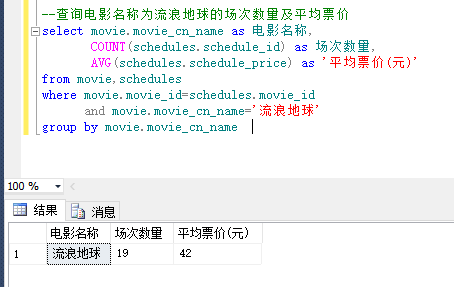 --查询电影名称为流浪地球的场次数量及平均票价
select movie.movie_cn_name as 电影名称,
COUNT(schedules.schedule_id) as 场次数量,
AVG(schedules.schedule_price) as '平均票价(元)'
from movie,schedules
where movie.movie_id=schedules.movie_id
and movie.movie_cn_name='流浪地球'
group by movie.movie_cn_name
100 %
结果 消息
电影名称 场次数量 平均票价(元)
1 流浪地球 19 42